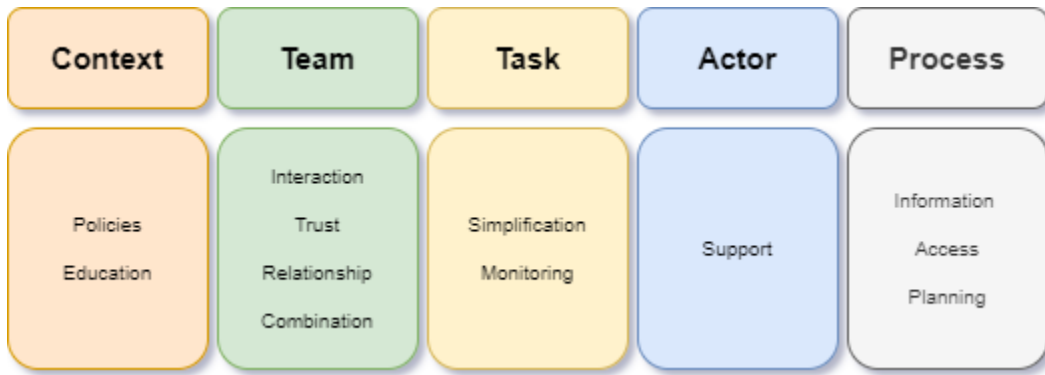 Context
Team
Task
Actor
Process
Policies
Education
Interaction
Trust
Relationship
Combination
Simplification
Monitoring
Support
Information
Access
Planning